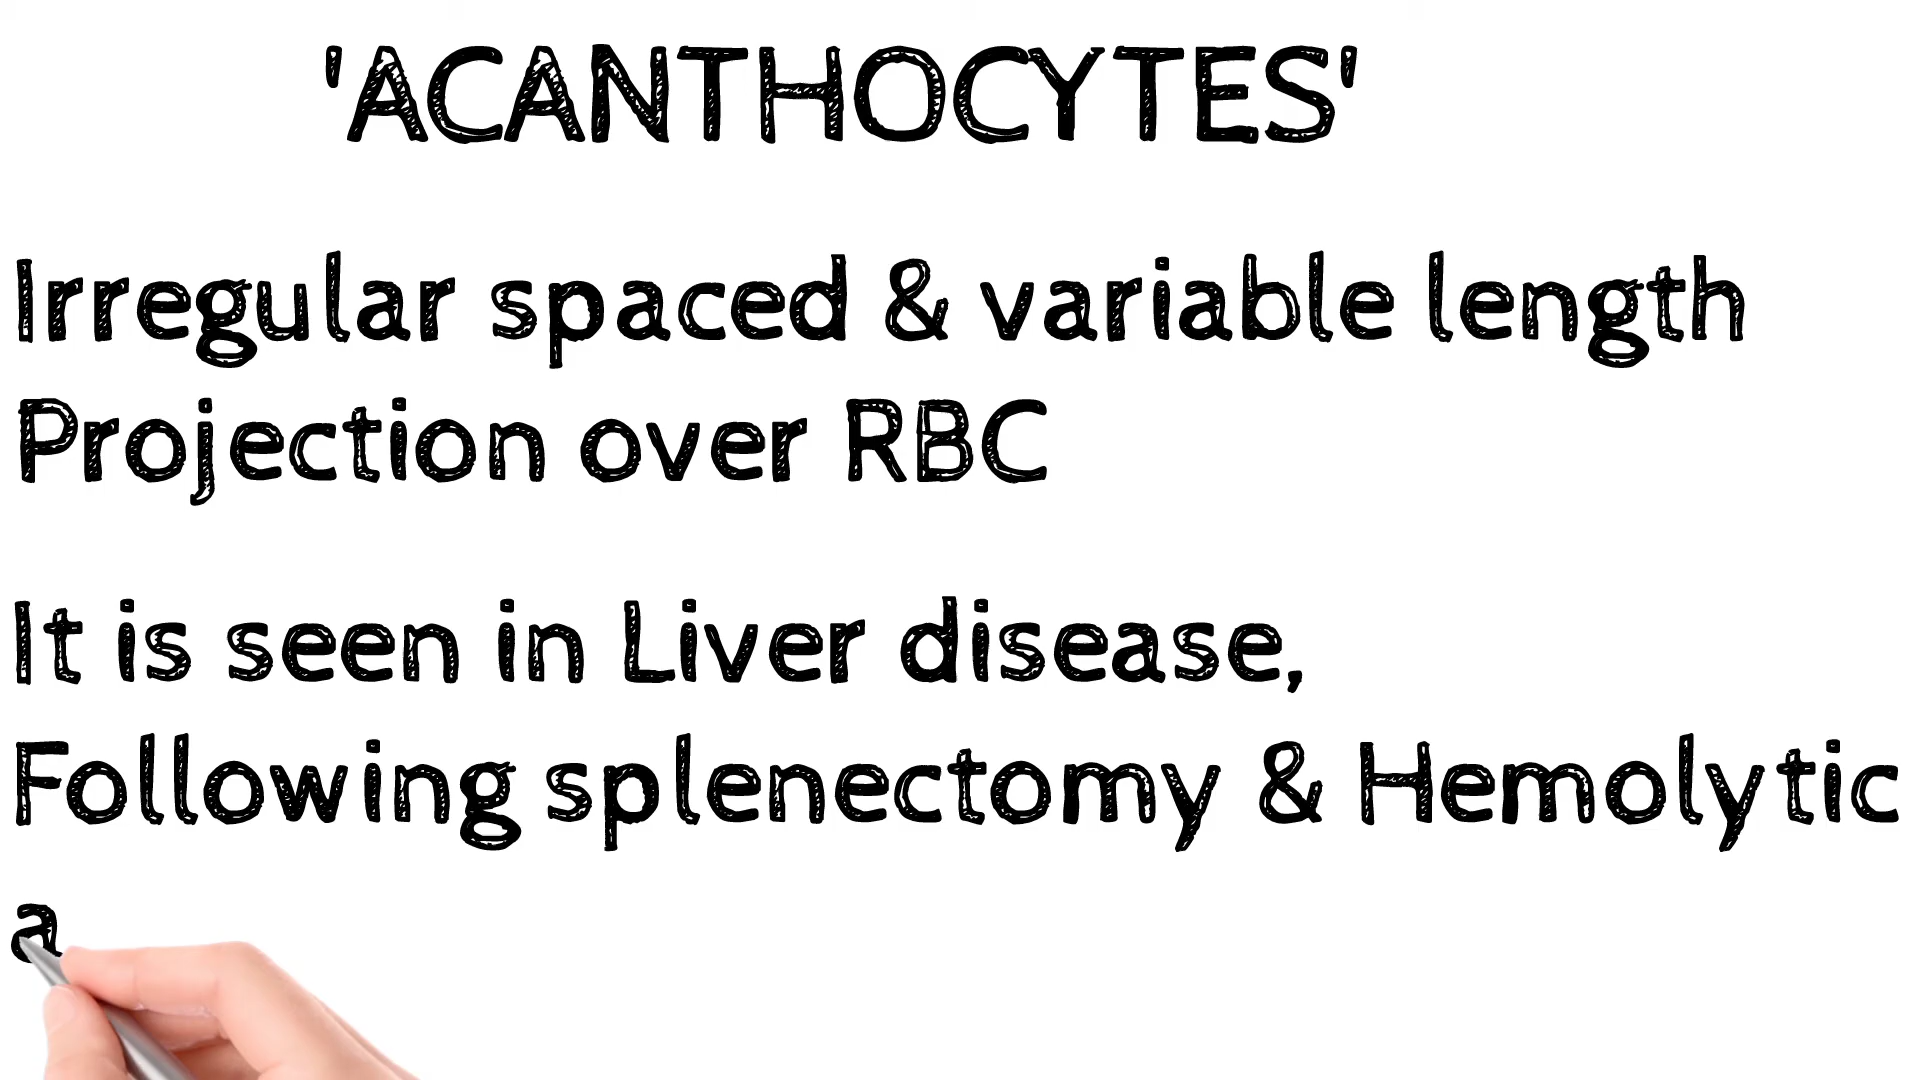 'ACANTHOCYTES'
Irregular spaced & variable length
Projection over RBC
It is seen in Liver disease,
Following splenectomy & Hemolytic
a